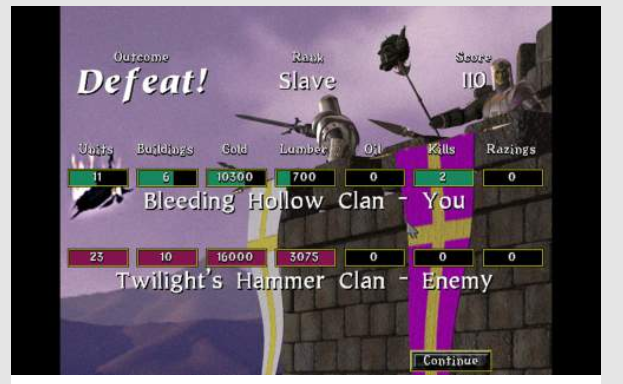 Outcome Rank Score
Defeat! Slave 110
Units Buildings Gold Lumber Oil Kills Razings
11 6 10300 700 0 2 0
Bleeding Hollow Clan - You
23 10 16000 3075 0 0 0
Twilight's Hammer Clan - Enemy
Continue